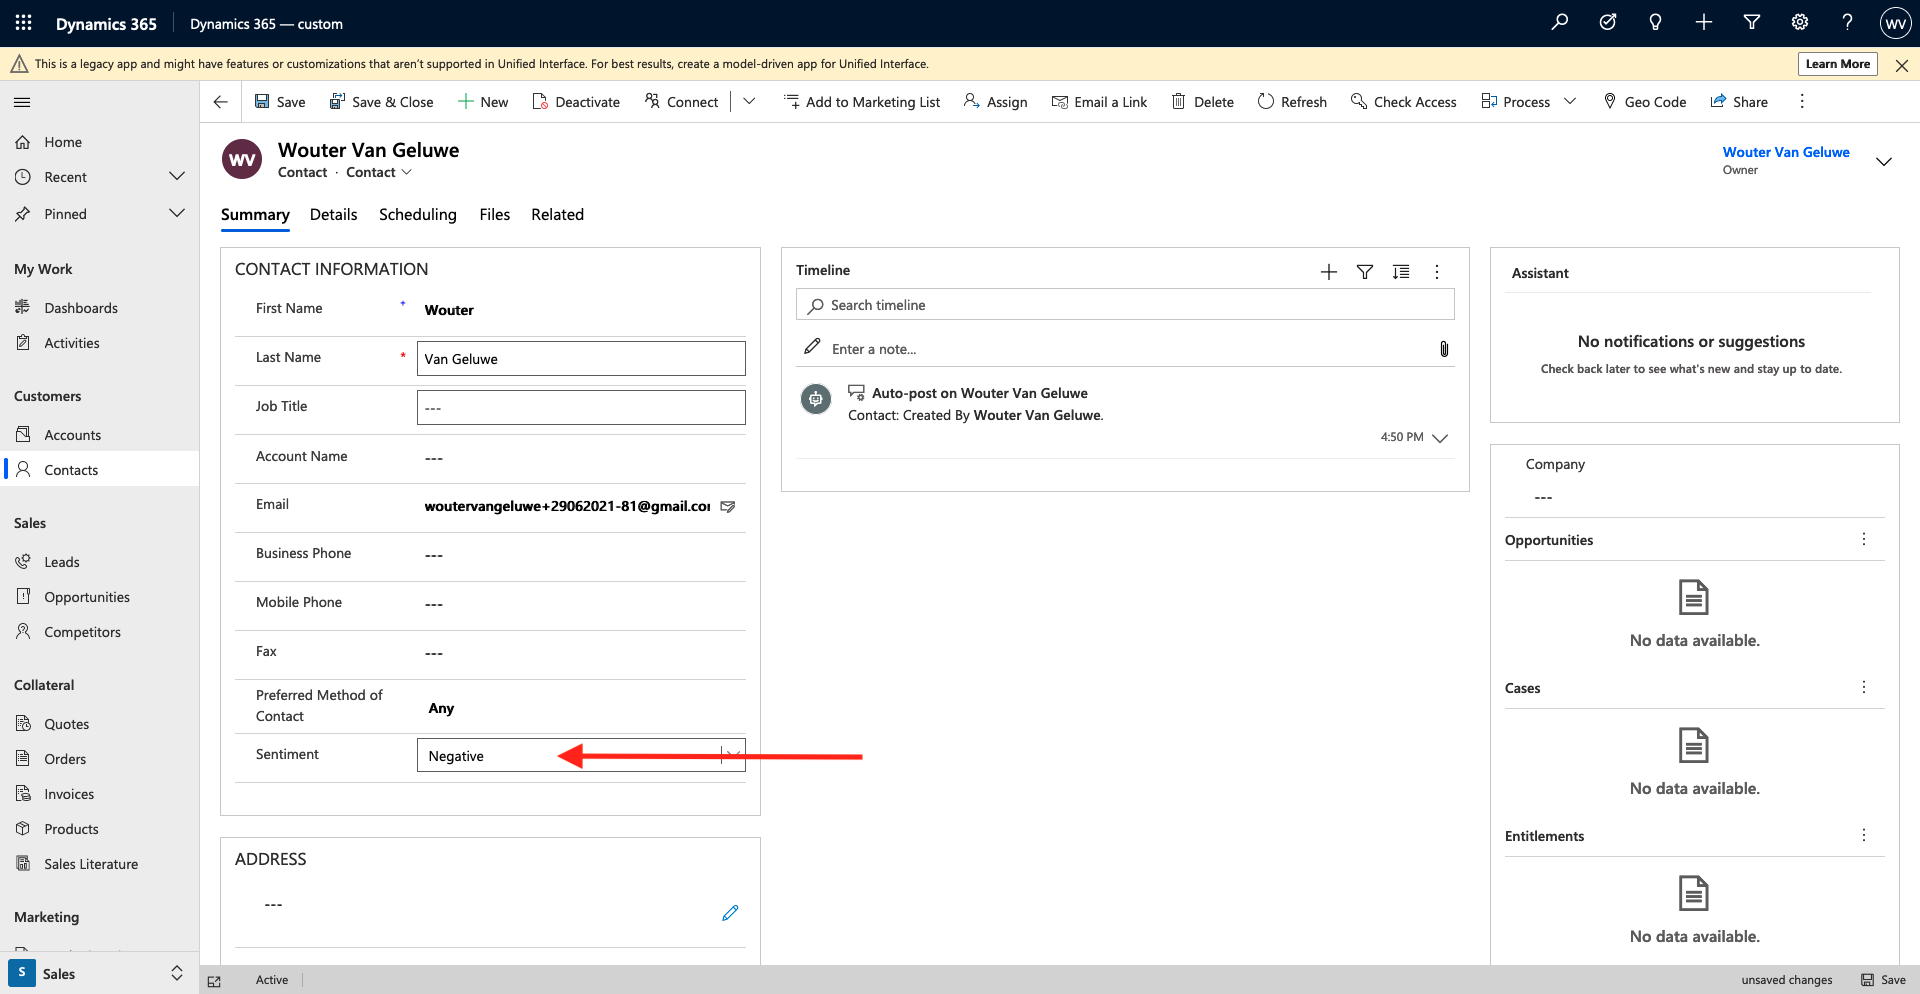 Dynamics 365
Dynamics 365 — custom
WV
This is a legacy app and might have features or customizations that aren't supported in Unified Interface. For best results, create a model-driven app for Unified Interface.
Learn More
Save
Save & Close
New
Deactivate
Connect
Add to Marketing List
Assign
Email a Link
Delete
Refresh
Check Access
Process
Geo Code
Share
Home
Recent
Pinned
My Work
Dashboards
Activities
Customers
Accounts
Contacts
Sales
Leads
Opportunities
Competitors
Collateral
Quotes
Orders
Invoices
Products
Sales Literature
Marketing
S
Sales
WV
Wouter Van Geluwe
Contact · Contact
Wouter Van Geluwe
Owner
Summary
Details
Scheduling
Files
Related
CONTACT INFORMATION
First Name
+
Wouter
Last Name
*
Van Geluwe
Job Title
---
Account Name
---
Email
woutervangeluwe+29062021-81@gmail.co
Business Phone
---
Mobile Phone
---
Fax
---
Preferred Method of
Contact
Any
Sentiment
Negative
ADDRESS
---
Timeline
Search timeline
Enter a note...
Auto-post on Wouter Van Geluwe
Contact: Created By Wouter Van Geluwe.
4:50 PM
Assistant
No notifications or suggestions
Check back later to see what's new and stay up to date.
Company
---
Opportunities
No data available.
Cases
No data available.
Entitlements
No data available.
Active
unsaved changes
Save